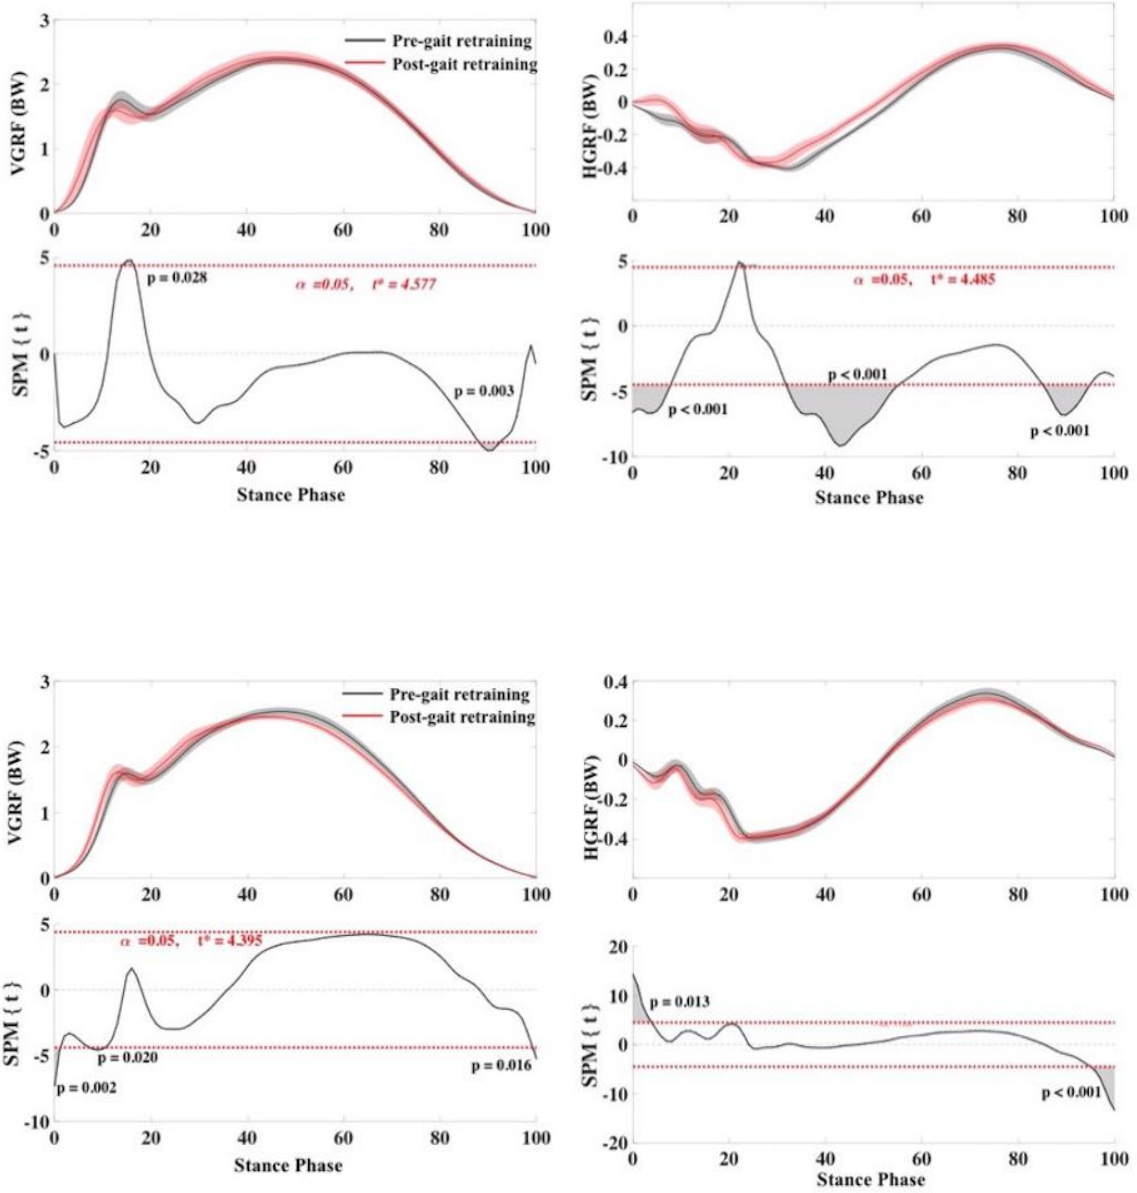 3
2
1
0
VGRF (BW)
Pre-gait retraining
Post-gait retraining
0 20 40 60 80 100
5
0
-5
SPM { t }
p = 0.028
α =0.05, t* = 4.577
p = 0.003
0 20 40 60 80 100
Stance Phase
0.4
0.2
0
-0.2
-0.4
HGRF (BW)
0 20 40 60 80 100
5
0
-5
-10
SPM { t }
α =0.05, t* = 4.485
p < 0.001
p < 0.001
p < 0.001
0 20 40 60 80 100
Stance Phase
3
2
1
0
VGRF (BW)
Pre-gait retraining
Post-gait retraining
0 20 40 60 80 100
5
0
-5
-10
SPM { t }
α =0.05, t* = 4.395
p = 0.020
p = 0.016
p = 0.002
0 20 40 60 80 100
Stance Phase
0.4
0.2
0
-0.2
-0.4
HGRF (BW)
0 20 40 60 80 100
20
10
0
-10
-20
SPM { t }
p = 0.013
p < 0.001
0 20 40 60 80 100
Stance Phase